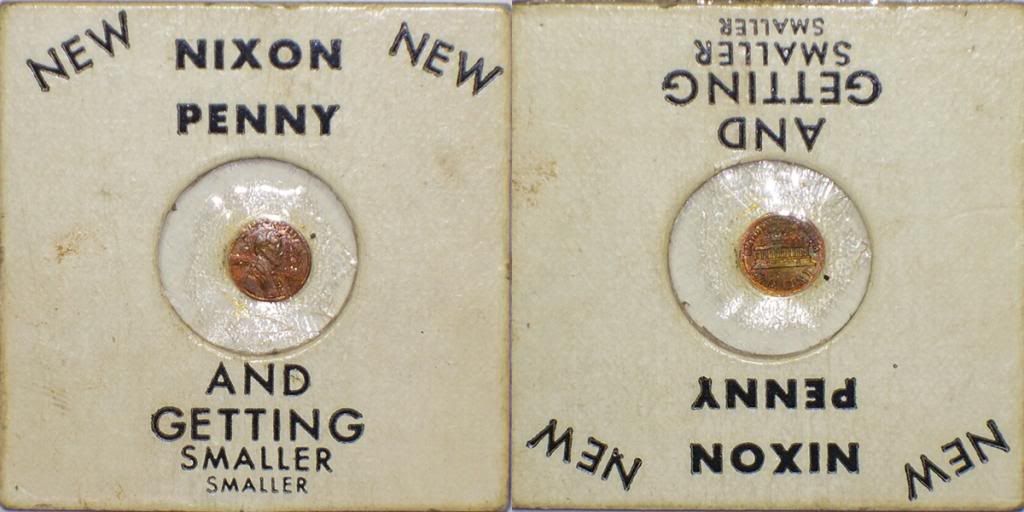 NEW NIXON NEW
PENNY
AND
GETTING
SMALLER
SMALLER
SMALLER
SMALLER
GETTING
AND
PENNY
NEW NIXON NEW